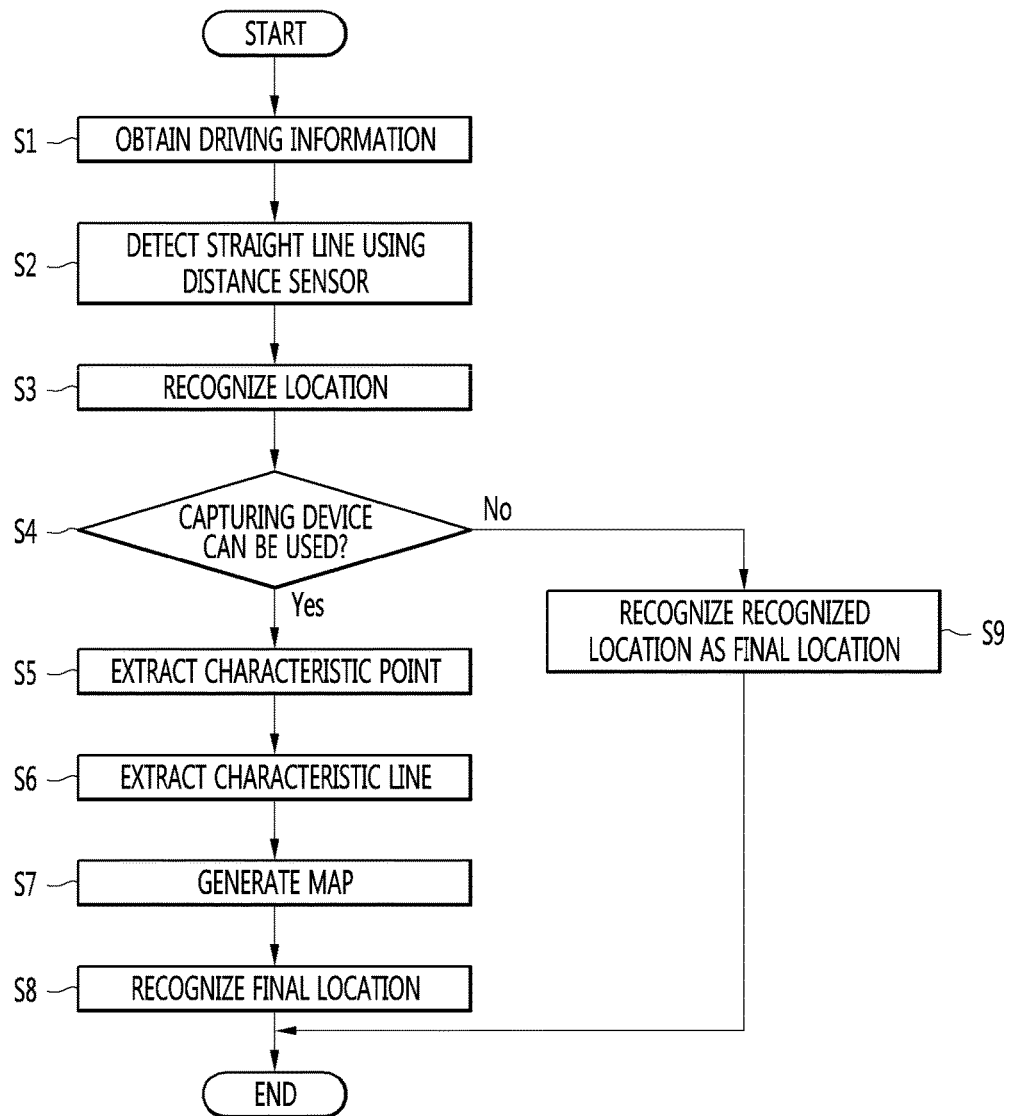 START
S1
OBTAIN DRIVING INFORMATION
S2
DETECT STRAIGHT LINE USING
DISTANCE SENSOR
S3
RECOGNIZE LOCATION
S4
CAPTURING DEVICE
CAN BE USED?
No
Yes
RECOGNIZE RECOGNIZED
LOCATION AS FINAL LOCATION
S9
S5
EXTRACT CHARACTERISTIC POINT
S6
EXTRACT CHARACTERISTIC LINE
S7
GENERATE MAP
S8
RECOGNIZE FINAL LOCATION
END